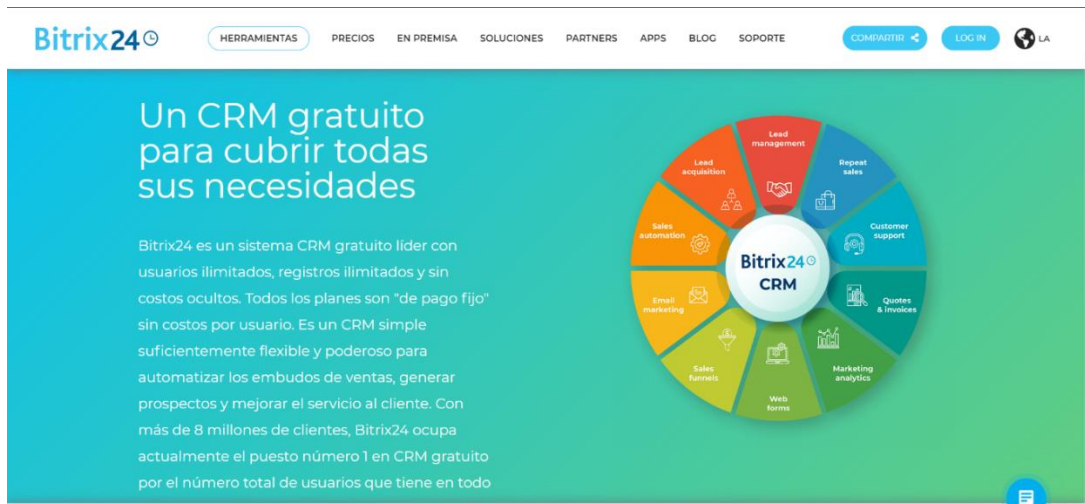 Bitrix24
HERRAMIENTAS PRECIOS EN PREMISA SOLUCIONES PARTNERS APPS BLOG SOPORTE COMPARTIR LOG IN LA
Un CRM gratuito
para cubrir todas
sus necesidades
Bitrix24 es un sistema CRM gratuito líder con
usuarios ilimitados, registros ilimitados y sin
costos ocultos. Todos los planes son "de pago fijo"
sin costos por usuario. Es un CRM simple
suficientemente flexible y poderoso para
automatizar los embudos de ventas, generar
prospectos y mejorar el servicio al cliente. Con
más de 8 millones de clientes, Bitrix24 ocupa
actualmente el puesto número 1 en CRM gratuito
por el número total de usuarios que tiene en todo
Lead
management
Repeat
sales
Customer
support
Quotes
& invoices
Marketing
analytics
Web
forms
Sales
funnels
Email
marketing
Sales
automation
Lead
acquisition
Bitrix24
CRM